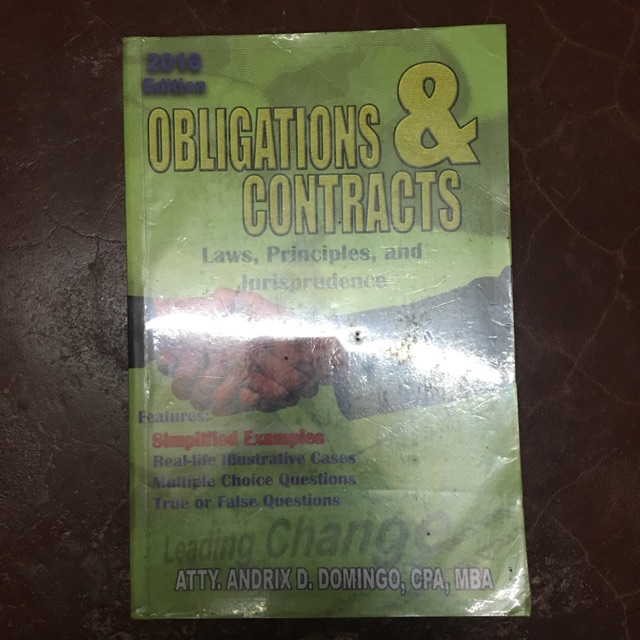 2016
Edition
OBLIGATIONS &
CONTRACTS
Laws, Principles, and
Jurisprudence
Features:
Simplified Examples
Real-life Illustrative Cases
Multiple Choice Questions
True or False Questions
Leading Change
ATTY. ANDRIX D. DOMINGO, CPA, MBA